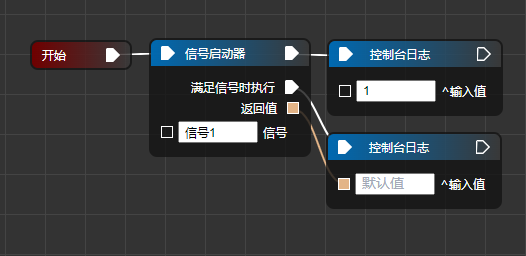 开始
信号启动器
满足信号时执行
返回值
信号1 信号
控制台日志
1 ^输入值
控制台日志
默认值 ^输入值